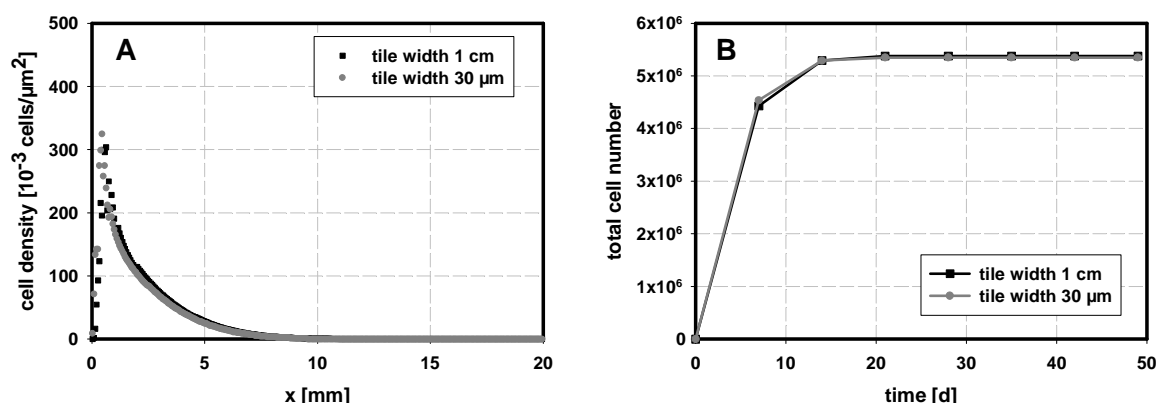 A
tile width 1 cm
tile width 30 µm
500
400
300
200
100
0
cell density [10⁻³ cells/µm²]
0
5
10
15
20
x [mm]
B
6x10⁶
5x10⁶
4x10⁶
3x10⁶
2x10⁶
1x10⁶
0
total cell number
tile width 1 cm
tile width 30 µm
0
10
20
30
40
50
time [d]